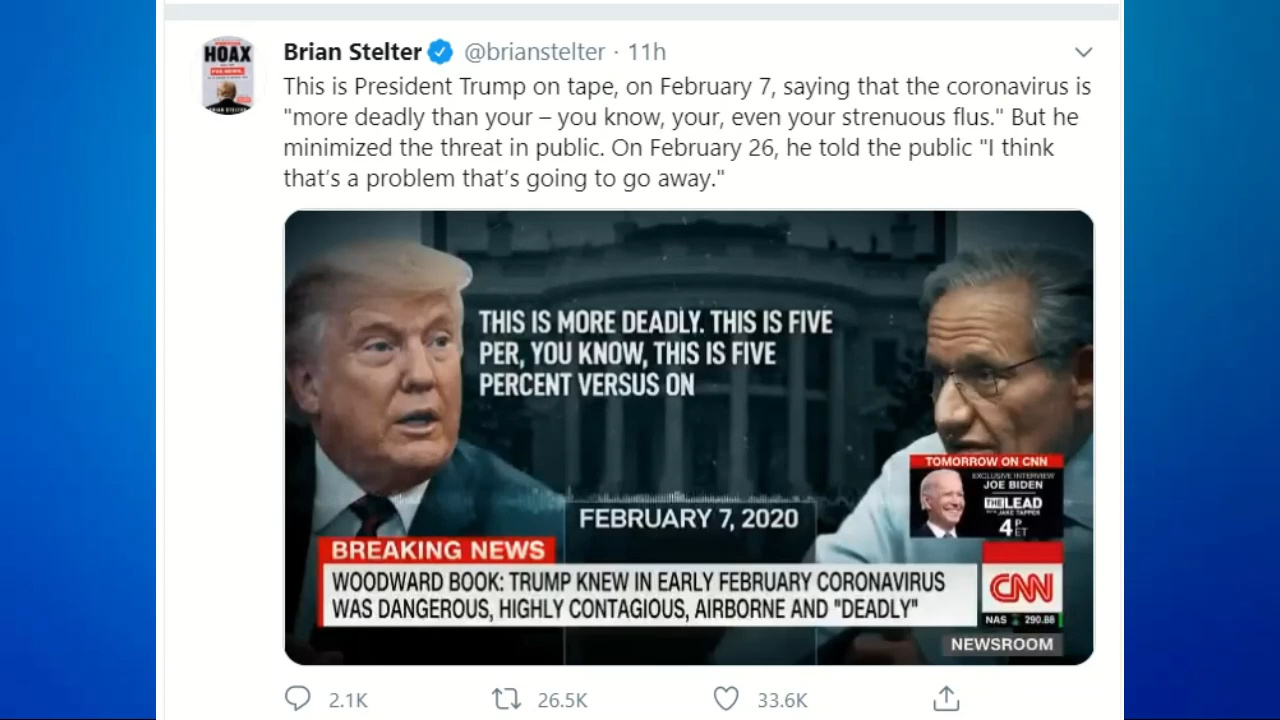 HOAX
Brian Stelter @brianstelter · 11h
This is President Trump on tape, on February 7, saying that the coronavirus is
"more deadly than your – you know, your, even your strenuous flus." But he
minimized the threat in public. On February 26, he told the public "I think
that's a problem that's going to go away."
THIS IS MORE DEADLY. THIS IS FIVE
PER, YOU KNOW, THIS IS FIVE
PERCENT VERSUS ON
TOMORROW ON CNN
EXCLUSIVE INTERVIEW
JOE BIDEN
THE LEAD
WITH JAKE TAPPER
4 P ET
FEBRUARY 7, 2020
BREAKING NEWS
WOODWARD BOOK: TRUMP KNEW IN EARLY FEBRUARY CORONAVIRUS
WAS DANGEROUS, HIGHLY CONTAGIOUS, AIRBORNE AND "DEADLY"
CNN
NAS 290.88
NEWSROOM
2.1K 26.5K 33.6K